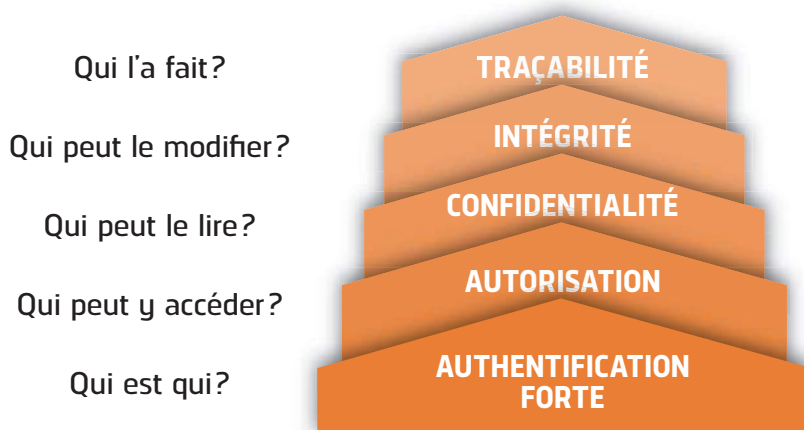 Qui l'a fait?
TRAÇABILITÉ
Qui peut le modifier?
INTÉGRITÉ
Qui peut le lire?
CONFIDENTIALITÉ
Qui peut y accéder?
AUTORISATION
Qui est qui?
AUTHENTIFICATION
FORTE